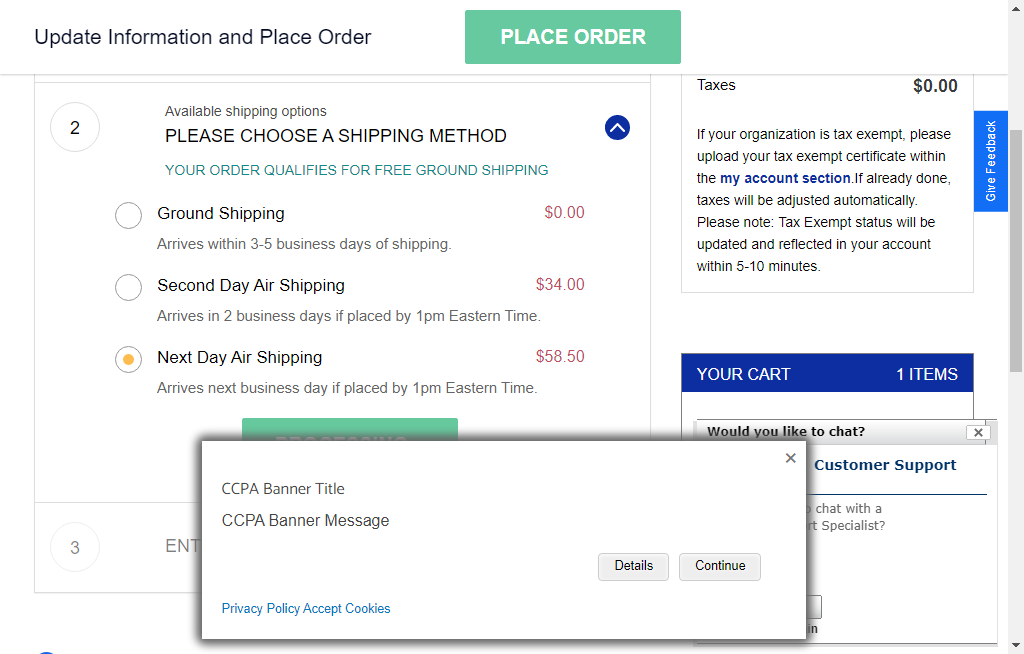 Update Information and Place Order
PLACE ORDER
2
Available shipping options
PLEASE CHOOSE A SHIPPING METHOD
YOUR ORDER QUALIFIES FOR FREE GROUND SHIPPING
Ground Shipping $0.00
Arrives within 3-5 business days of shipping.
Second Day Air Shipping $34.00
Arrives in 2 business days if placed by 1pm Eastern Time.
Next Day Air Shipping $58.50
Arrives next business day if placed by 1pm Eastern Time.
3
ENT
Taxes $0.00
If your organization is tax exempt, please
upload your tax exempt certificate within
the my account section.If already done,
taxes will be adjusted automatically.
Please note: Tax Exempt status will be
updated and reflected in your account
within 5-10 minutes.
Give Feedback
YOUR CART 1 ITEMS
Would you like to chat?
Customer Support
chat with a
Specialist?
CCPA Banner Title
CCPA Banner Message
Details
Continue
Privacy Policy Accept Cookies